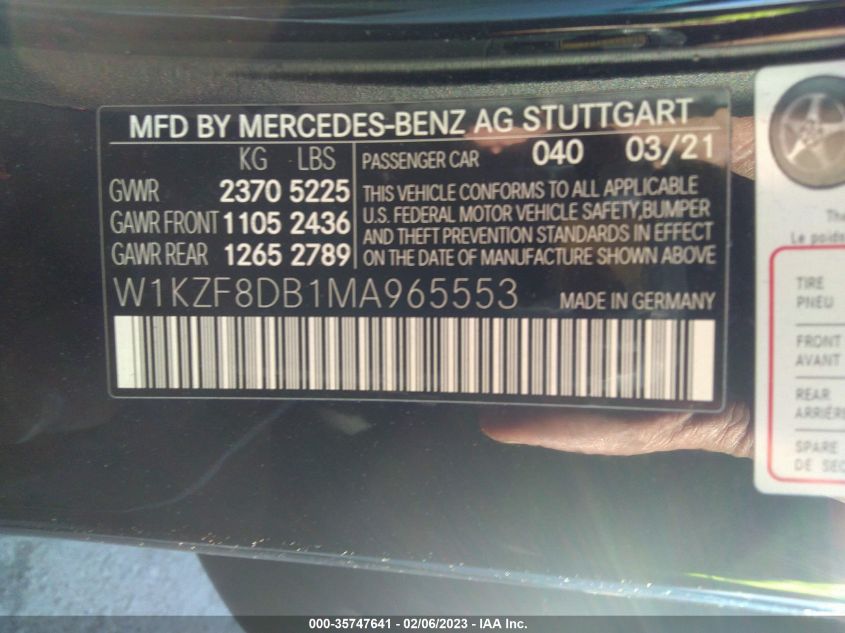 MFD BY MERCEDES-BENZ AG STUTTGART
KG LBS
GVWR 2370 5225
GAWR FRONT 1105 2436
GAWR REAR 1265 2789
PASSENGER CAR 040 03/21
THIS VEHICLE CONFORMS TO ALL APPLICABLE
U.S. FEDERAL MOTOR VEHICLE SAFETY,BUMPER
AND THEFT PREVENTION STANDARDS IN EFFECT
ON THE DATE OF MANUFACTURE SHOWN ABOVE
W1KZF8DB1MA965553 MADE IN GERMANY
The
Le poids
TIRE
PNEU
FRONT
AVANT
REAR
ARRIÈRE
SPARE
DE SEC
000-35747641 - 02/06/2023 - IAA Inc.